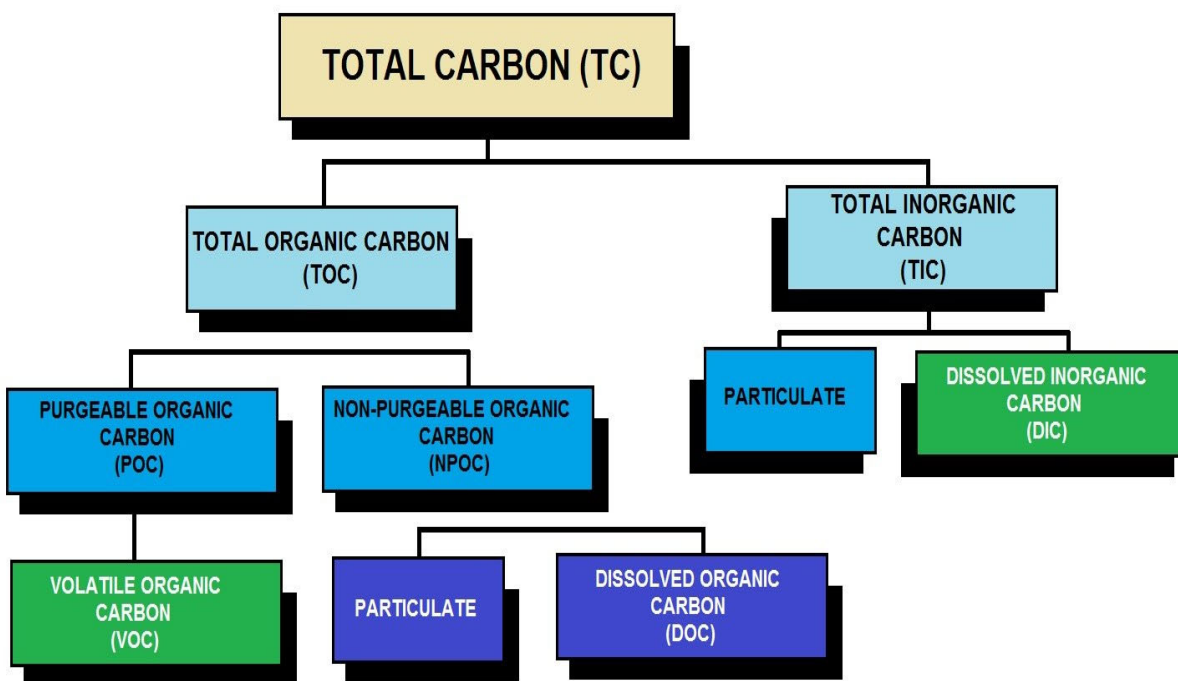 TOTAL CARBON (TC)
TOTAL ORGANIC CARBON
(TOC)
TOTAL INORGANIC
CARBON
(TIC)
PURGEABLE ORGANIC
CARBON
(POC)
NON-PURGEABLE ORGANIC
CARBON
(NPOC)
PARTICULATE
DISSOLVED INORGANIC
CARBON
(DIC)
VOLATILE ORGANIC
CARBON
(VOC)
PARTICULATE
DISSOLVED ORGANIC
CARBON
(DOC)